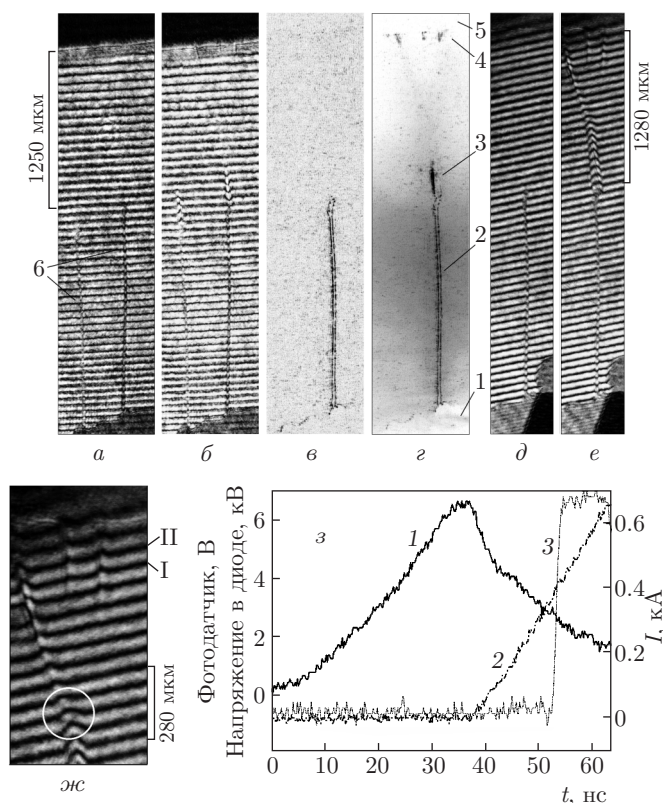 1250 мкм
6
5
4
3
2
1
1280 мкм
а
б
в
г
д
е
II
I
280 мкм
ж
Фотодатчик, В
Напряжение в диоде, кВ
6
4
2
0
з
1
2
3
0.6
0.4
0.2
0
I, кА
0
10
20
30
40
50
60
t, нс